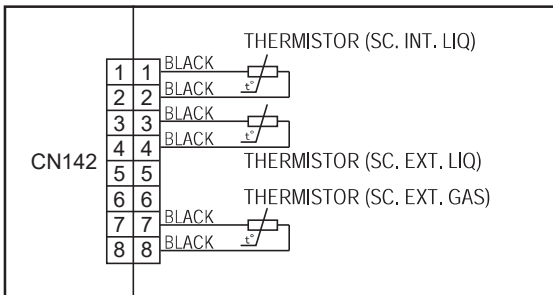 THERMISTOR (SC. INT. LIQ)
1 1 BLACK
t°
2 2 BLACK
3 3 BLACK
t°
4 4 BLACK
CN142
THERMISTOR (SC. EXT. LIQ)
5 5
6 6
THERMISTOR (SC. EXT. GAS)
7 7 BLACK
t°
8 8 BLACK